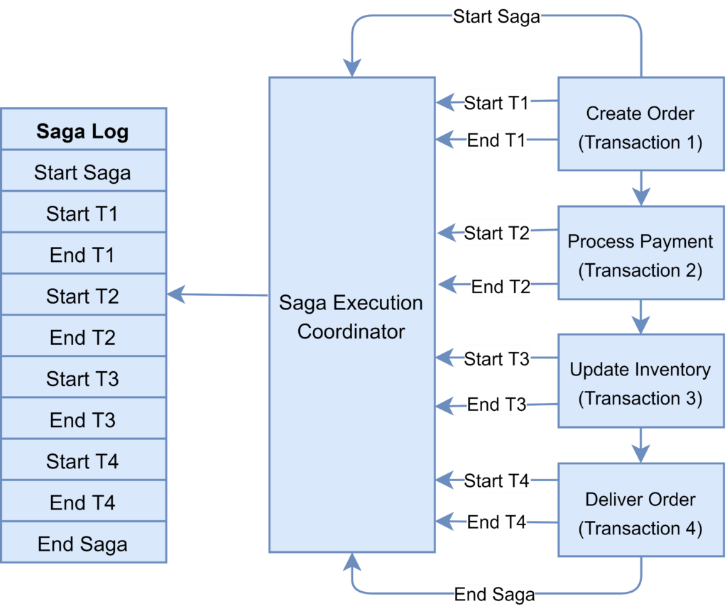 Start Saga
Saga Log
Start Saga
Start T1
End T1
Start T2
End T2
Start T3
End T3
Start T4
End T4
End Saga
Saga Execution
Coordinator
Start T1
End T1
Start T2
End T2
Start T3
End T3
Start T4
End T4
Create Order
(Transaction 1)
Process Payment
(Transaction 2)
Update Inventory
(Transaction 3)
Deliver Order
(Transaction 4)
End Saga